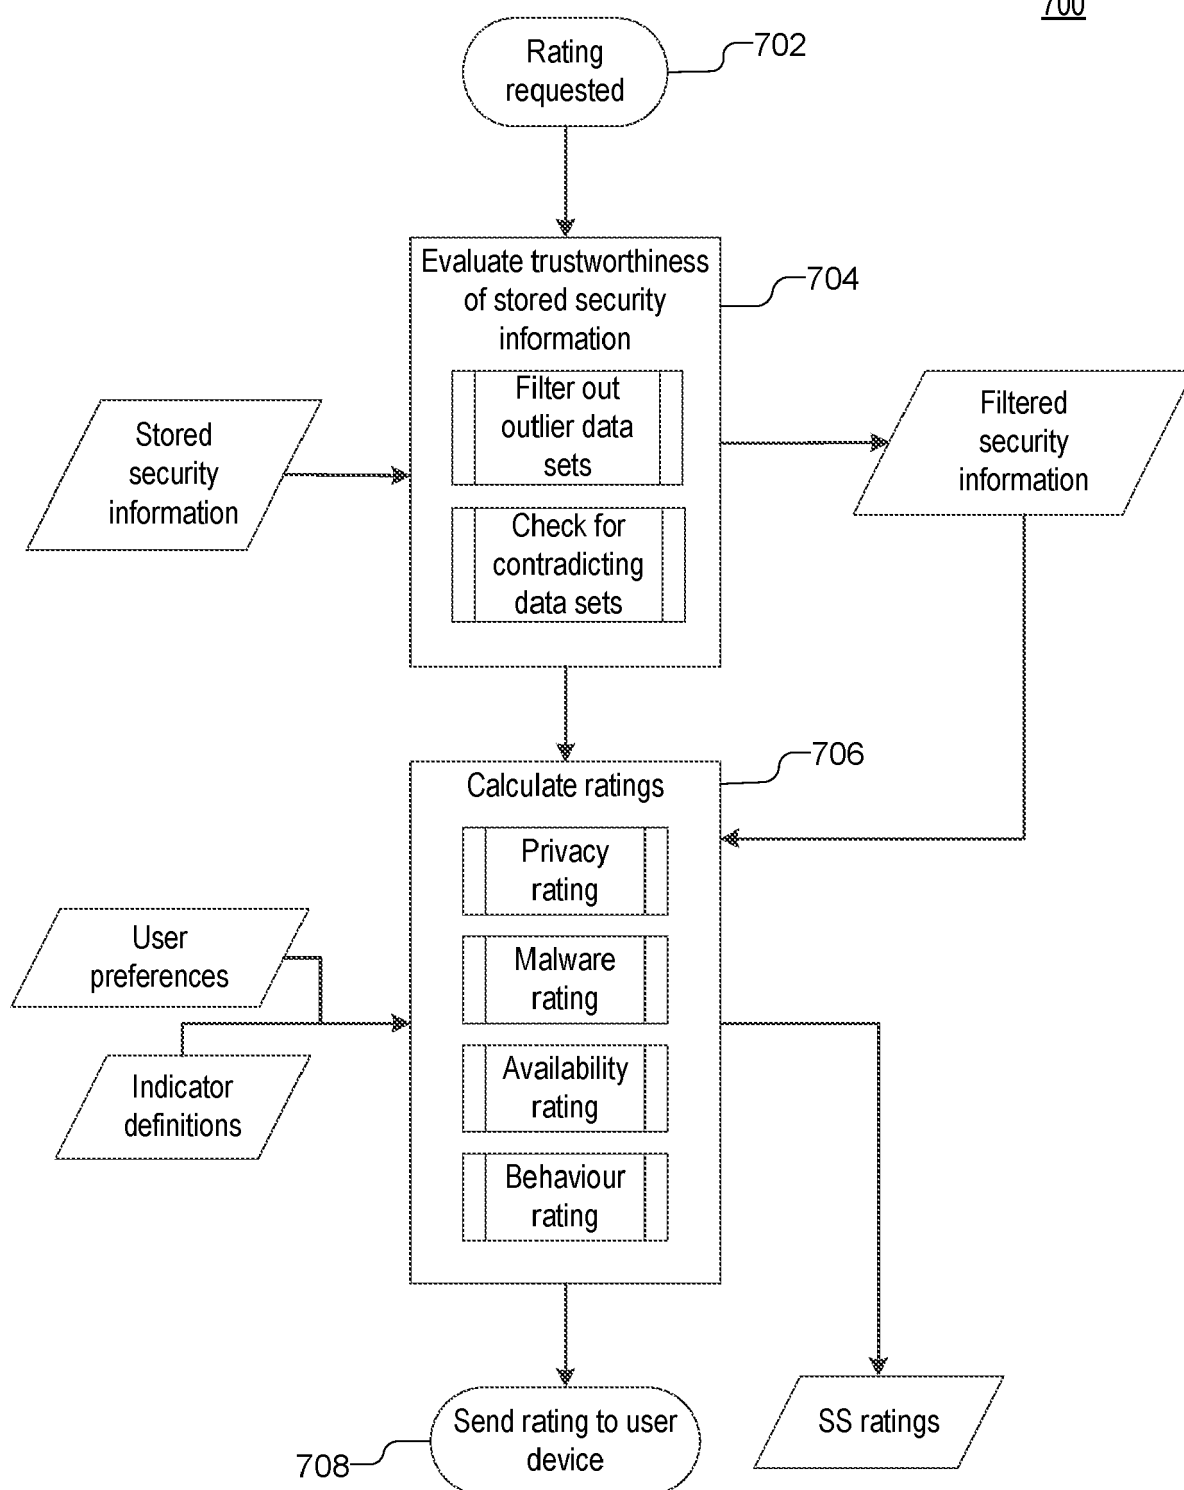 700
Rating
requested
702
Evaluate trustworthiness
of stored security
information
704
Filter out
outlier data
sets
Check for
contradicting
data sets
Stored
security
information
Filtered
security
information
Calculate ratings
706
Privacy
rating
Malware
rating
Availability
rating
Behaviour
rating
User
preferences
Indicator
definitions
Send rating to user
device
708
SS ratings